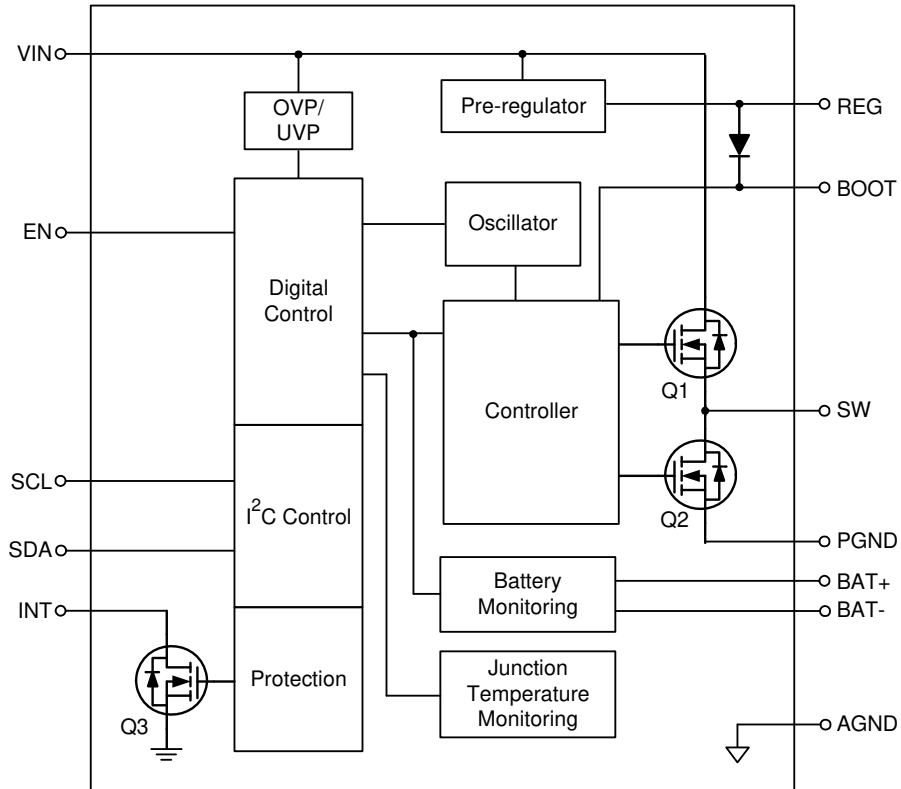 VIN
OVP/
UVP
Pre-regulator
REG
BOOT
EN
Oscillator
Digital
Control
Q1
Controller
SW
SCL
I²C Control
Q2
SDA
PGND
Battery
Monitoring
BAT+
BAT-
INT
Protection
Junction
Temperature
Monitoring
Q3
AGND